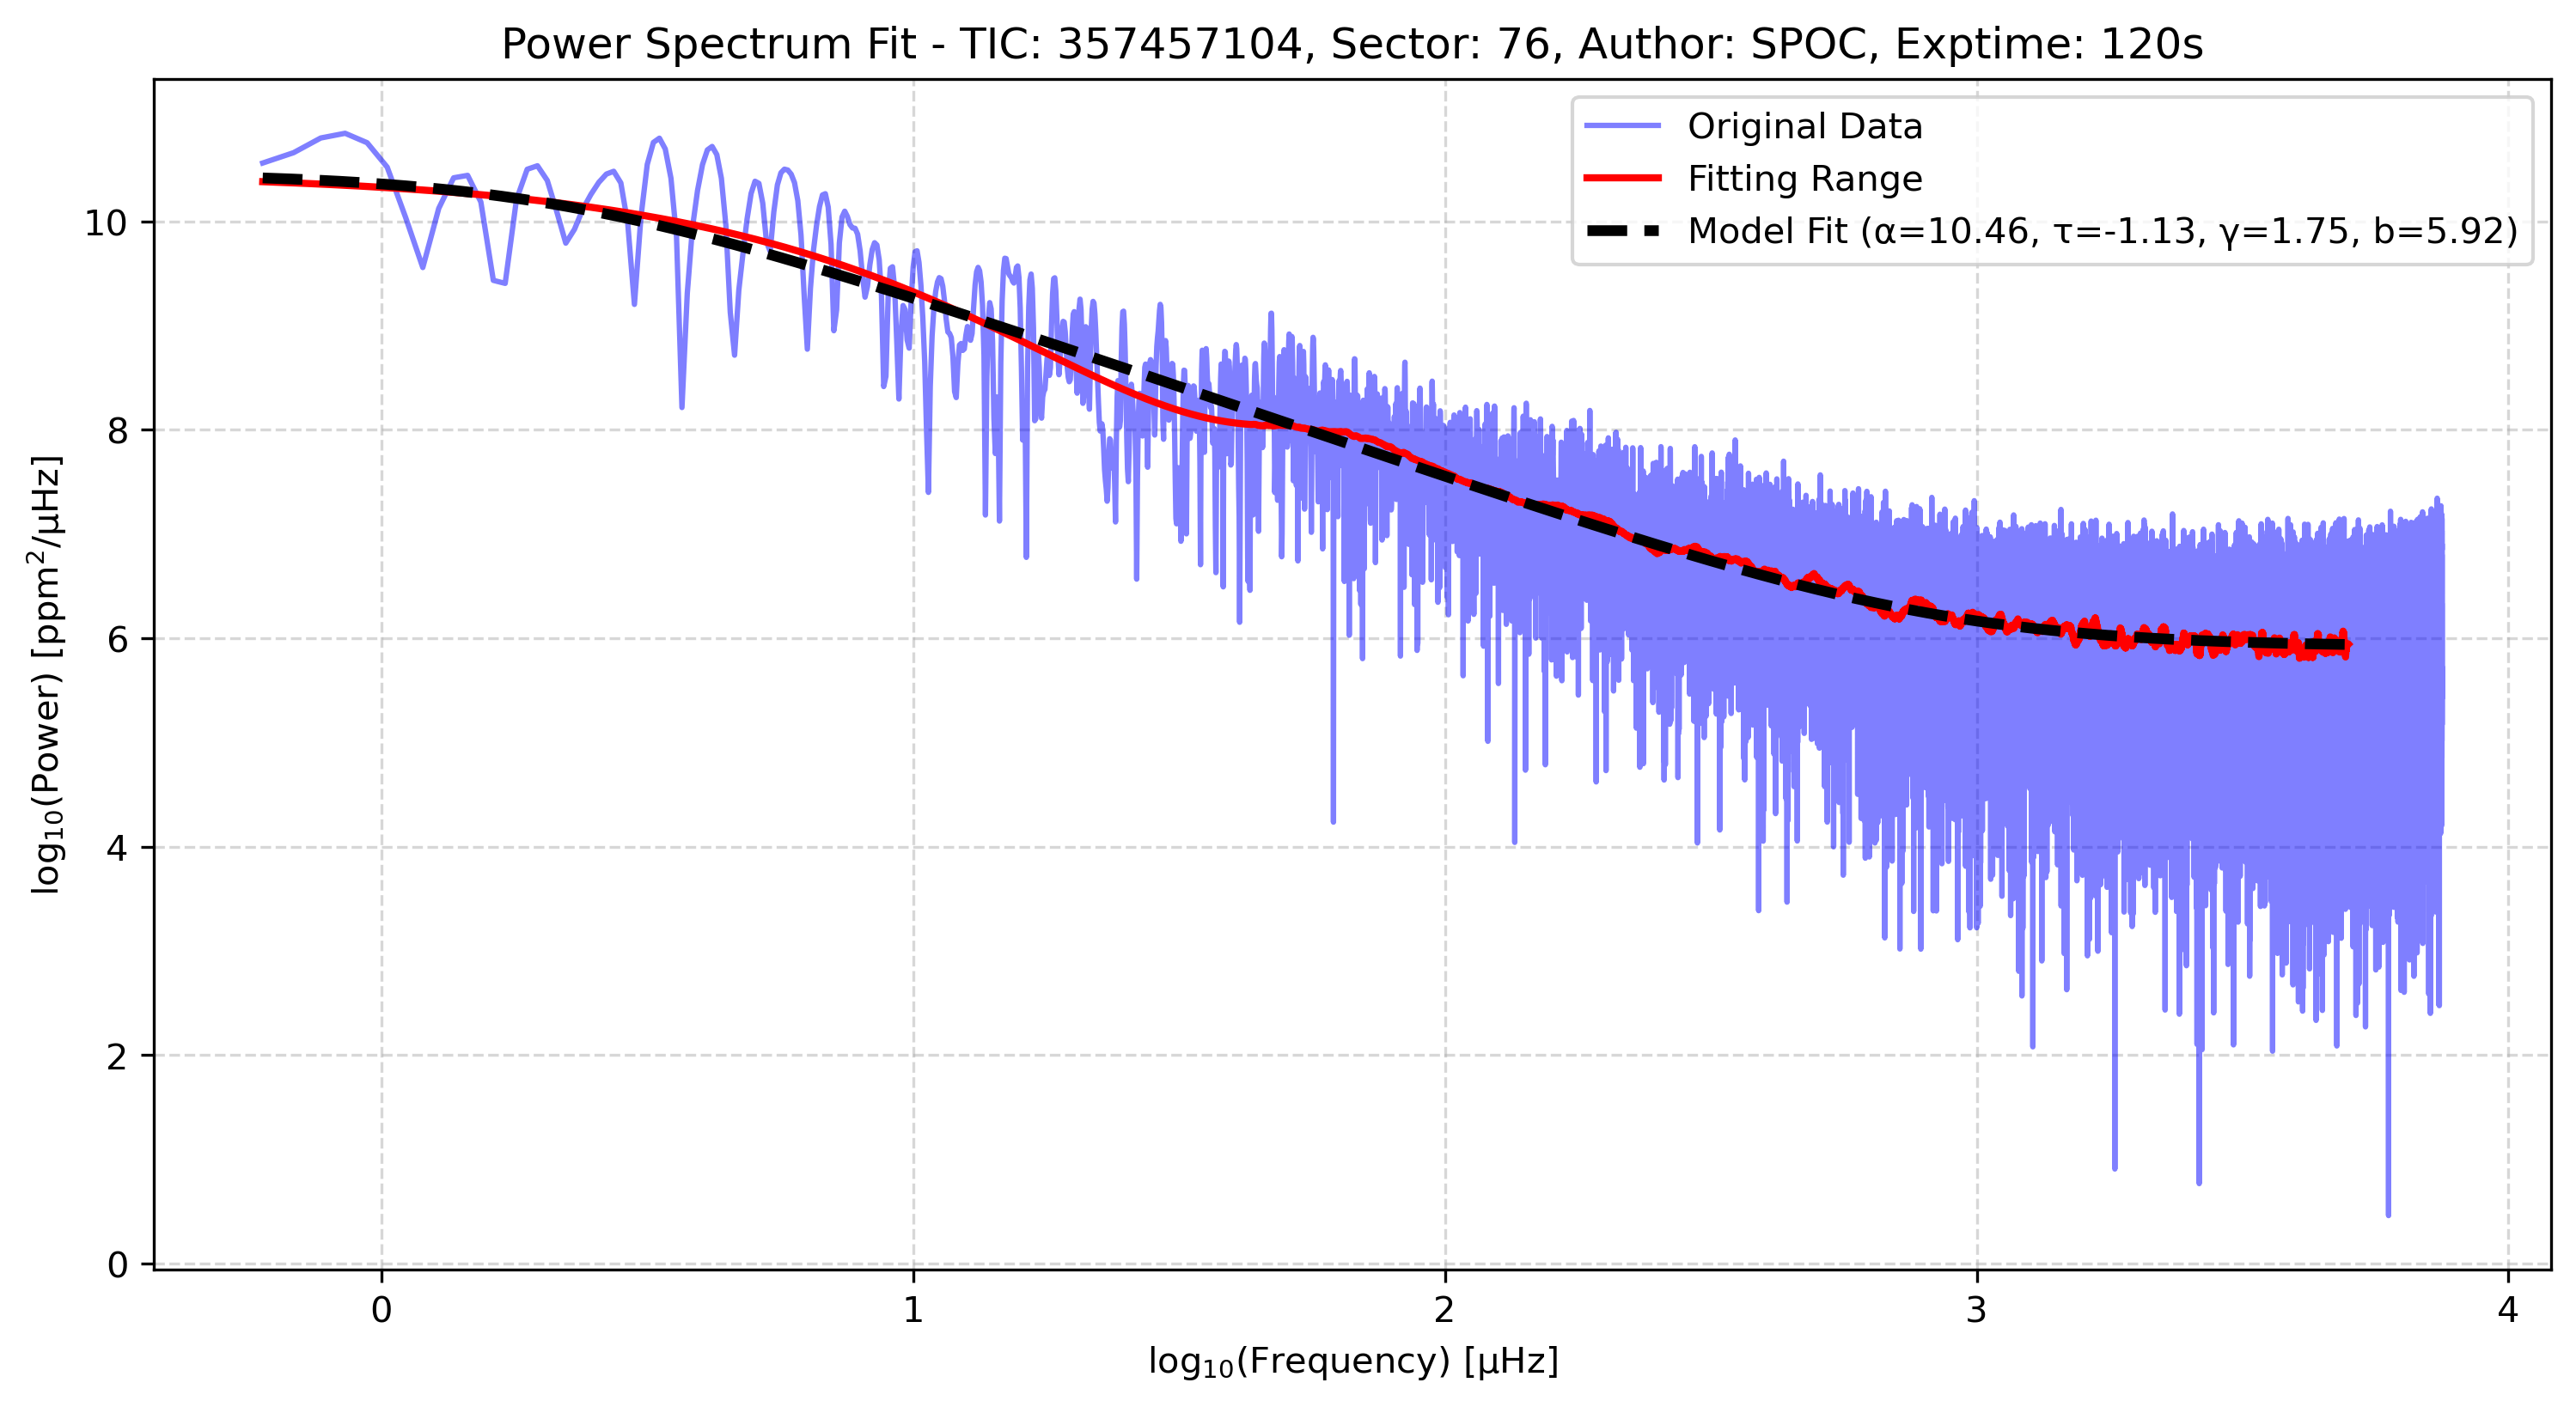 Power Spectrum Fit - TIC: 357457104, Sector: 76, Author: SPOC, Exptime: 120s
Original Data
Fitting Range
Model Fit (α=10.46, τ=-1.13, γ=1.75, b=5.92)
log₁₀(Power) [ppm²/μHz]
10
8
6
4
2
0
0 1 2 3 4
log₁₀(Frequency) [μHz]